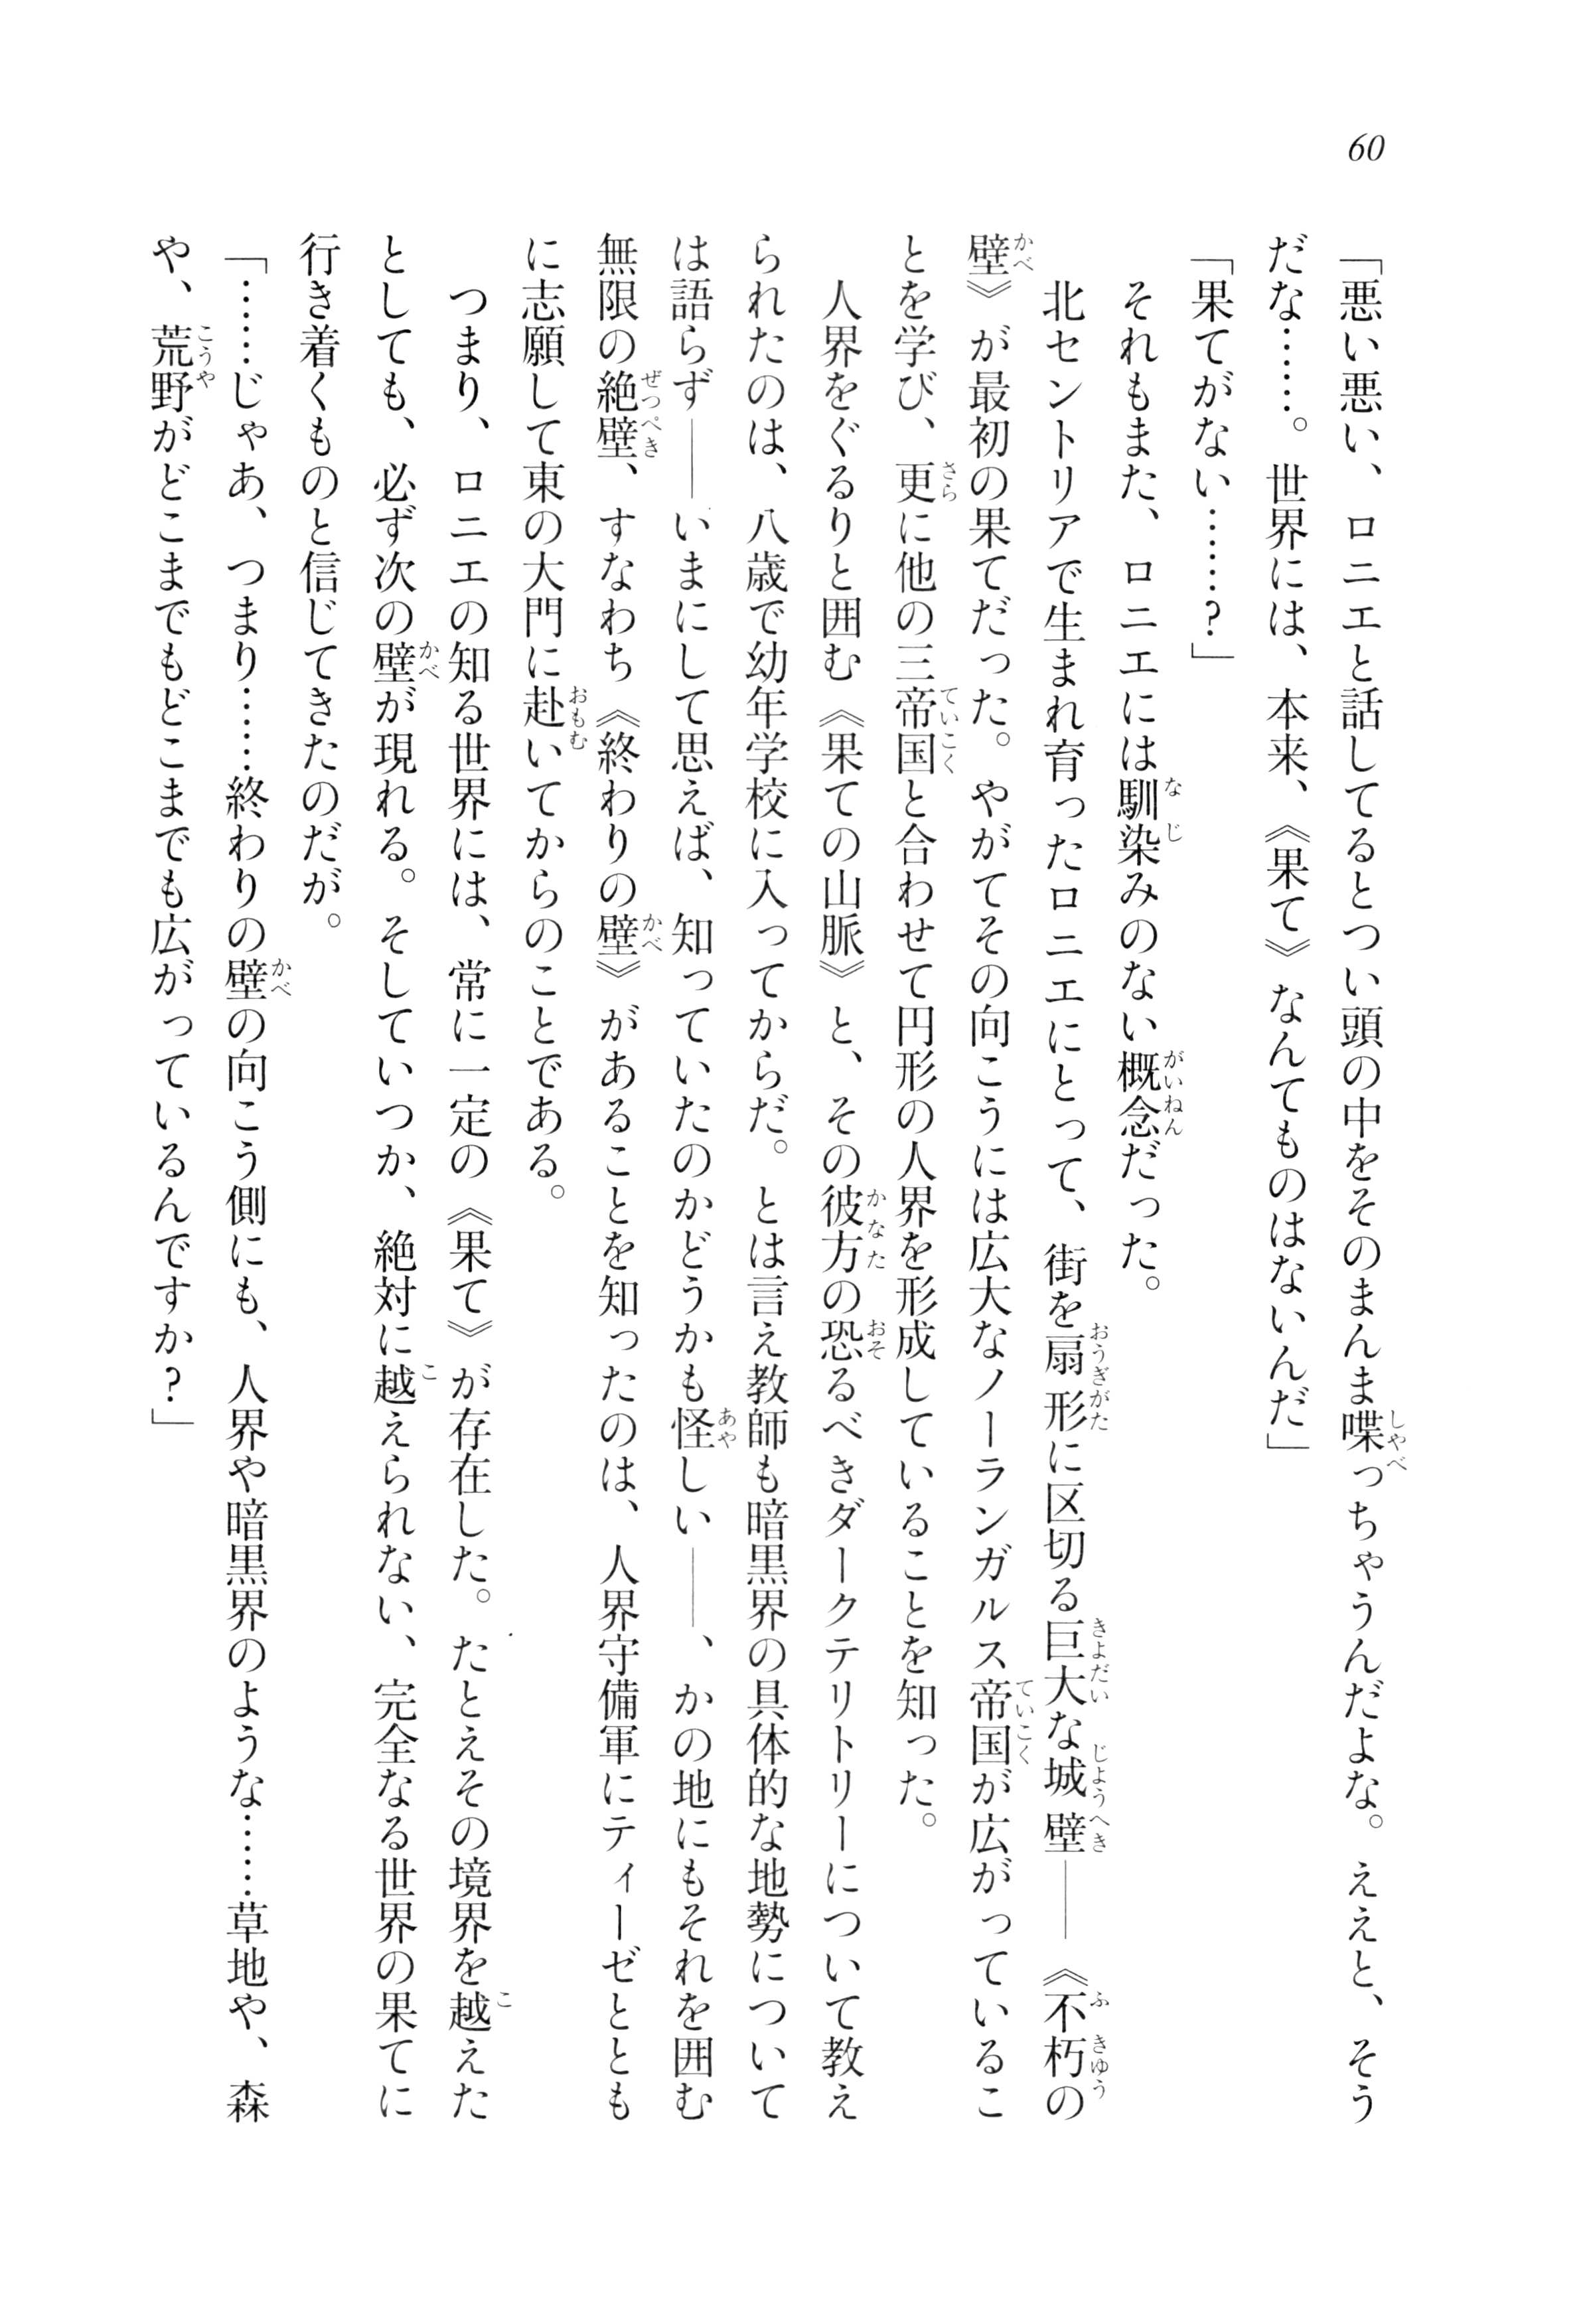 60
「悪い悪い、ロニエと話してるとつい頭の中をそのまんま喋っちゃうんだよな。ええと、そう
だな……。世界には、本来、《果て》なんてものはないんだ」
「果てがない……?」
それもまた、ロニエには馴染みのない概念だった。
北セントリアで生まれ育ったロニエにとって、街を扇形に区切る巨大な城壁――《不朽の
壁》が最初の果てだった。やがてその向こうには広大なノーランガルス帝国が広がっているこ
とを学び、更に他の三帝国と合わせて円形の人界を形成していることを知った。
人界をぐるりと囲む《果ての山脈》と、その彼方の恐るべきダークテリトリーについて教え
られたのは、八歳で幼年学校に入ってからだ。とは言え教師も暗黒界の具体的な地勢について
は語らず――いまにして思えば、知っていたのかどうかも怪しい――、かの地にもそれを囲む
無限の絶壁、すなわち《終わりの壁》があることを知ったのは、人界守備軍にティーゼととも
に志願して東の大門に赴いてからのことである。
つまり、ロニエの知る世界には、常に一定の《果て》が存在した。たとえその境界を越えた
としても、必ず次の壁が現れる。そしていつか、絶対に越えられない、完全なる世界の果てに
行き着くものと信じてきたのだが。
「……じゃあ、つまり……終わりの壁の向こう側にも、人界や暗黒界のような……草地や、森
や、荒野がどこまでもどこまでも広がっているんですか?」